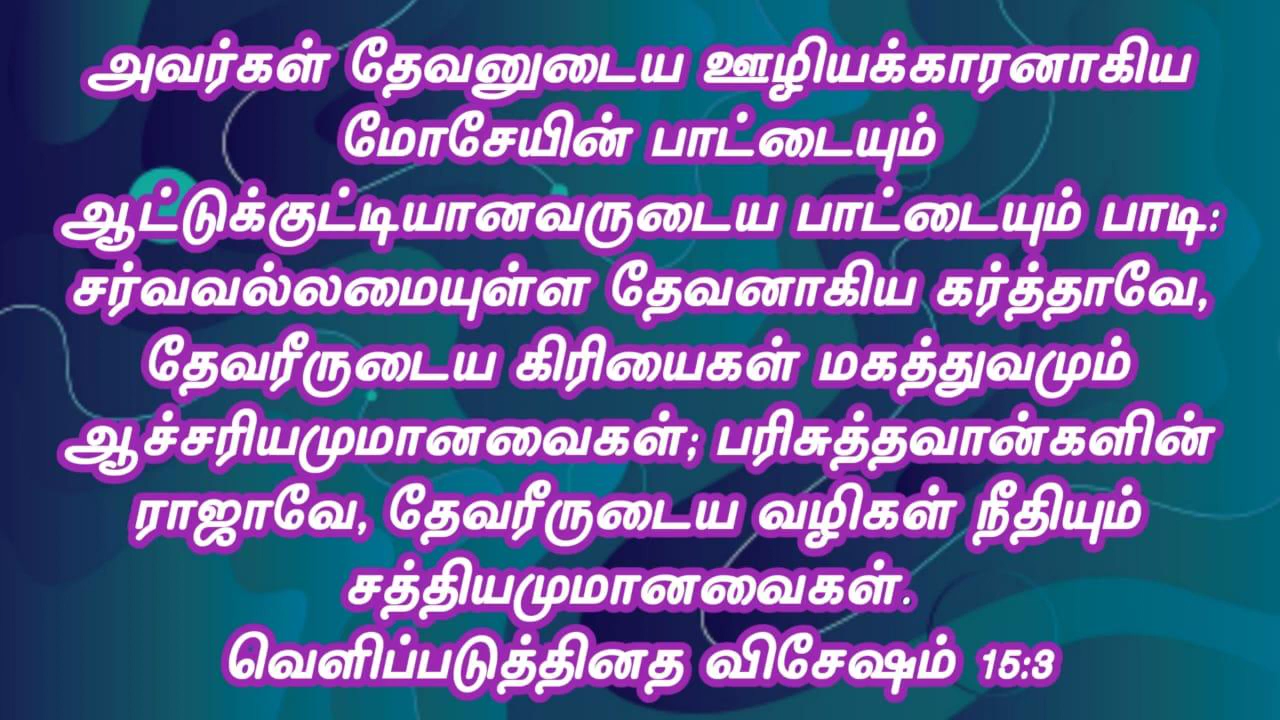 அவர்கள் தேவனுடைய ஊழியக்காரனாகிய
மோசேயின் பாட்டையும்
ஆட்டுக்குட்டியானவருடைய பாட்டையும் பாடி:
சர்வவல்லமையுள்ள தேவனாகிய கர்த்தாவே,
தேவரீருடைய கிரியைகள் மகத்துவமும்
ஆச்சரியமுமானவைகள்; பரிசுத்தவான்களின்
ராஜாவே, தேவரீருடைய வழிகள் நீதியும்
சத்தியமுமானவைகள்.
வெளிப்படுத்தினத விசேஷம் 15:3